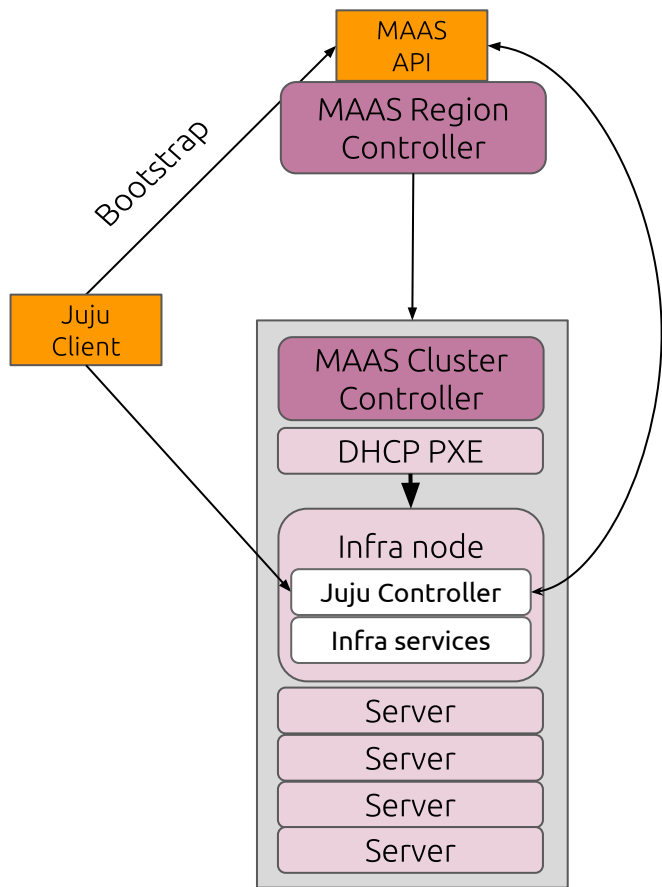 MAAS
API
MAAS Region
Controller
Bootstrap
Juju
Client
MAAS Cluster
Controller
DHCP PXE
Infra node
Juju Controller
Infra services
Server
Server
Server
Server